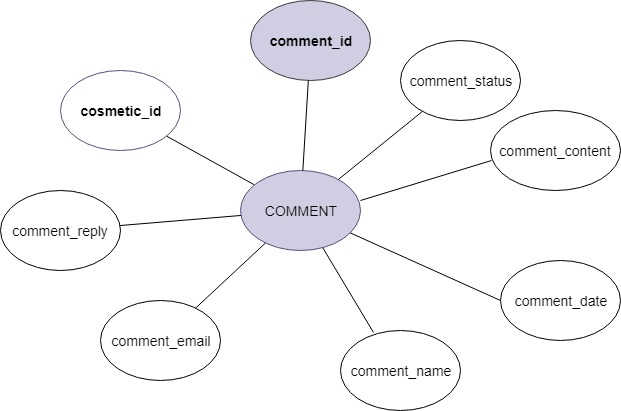 comment_id
comment_status
cosmetic_id
comment_content
COMMENT
comment_reply
comment_date
comment_email
comment_name